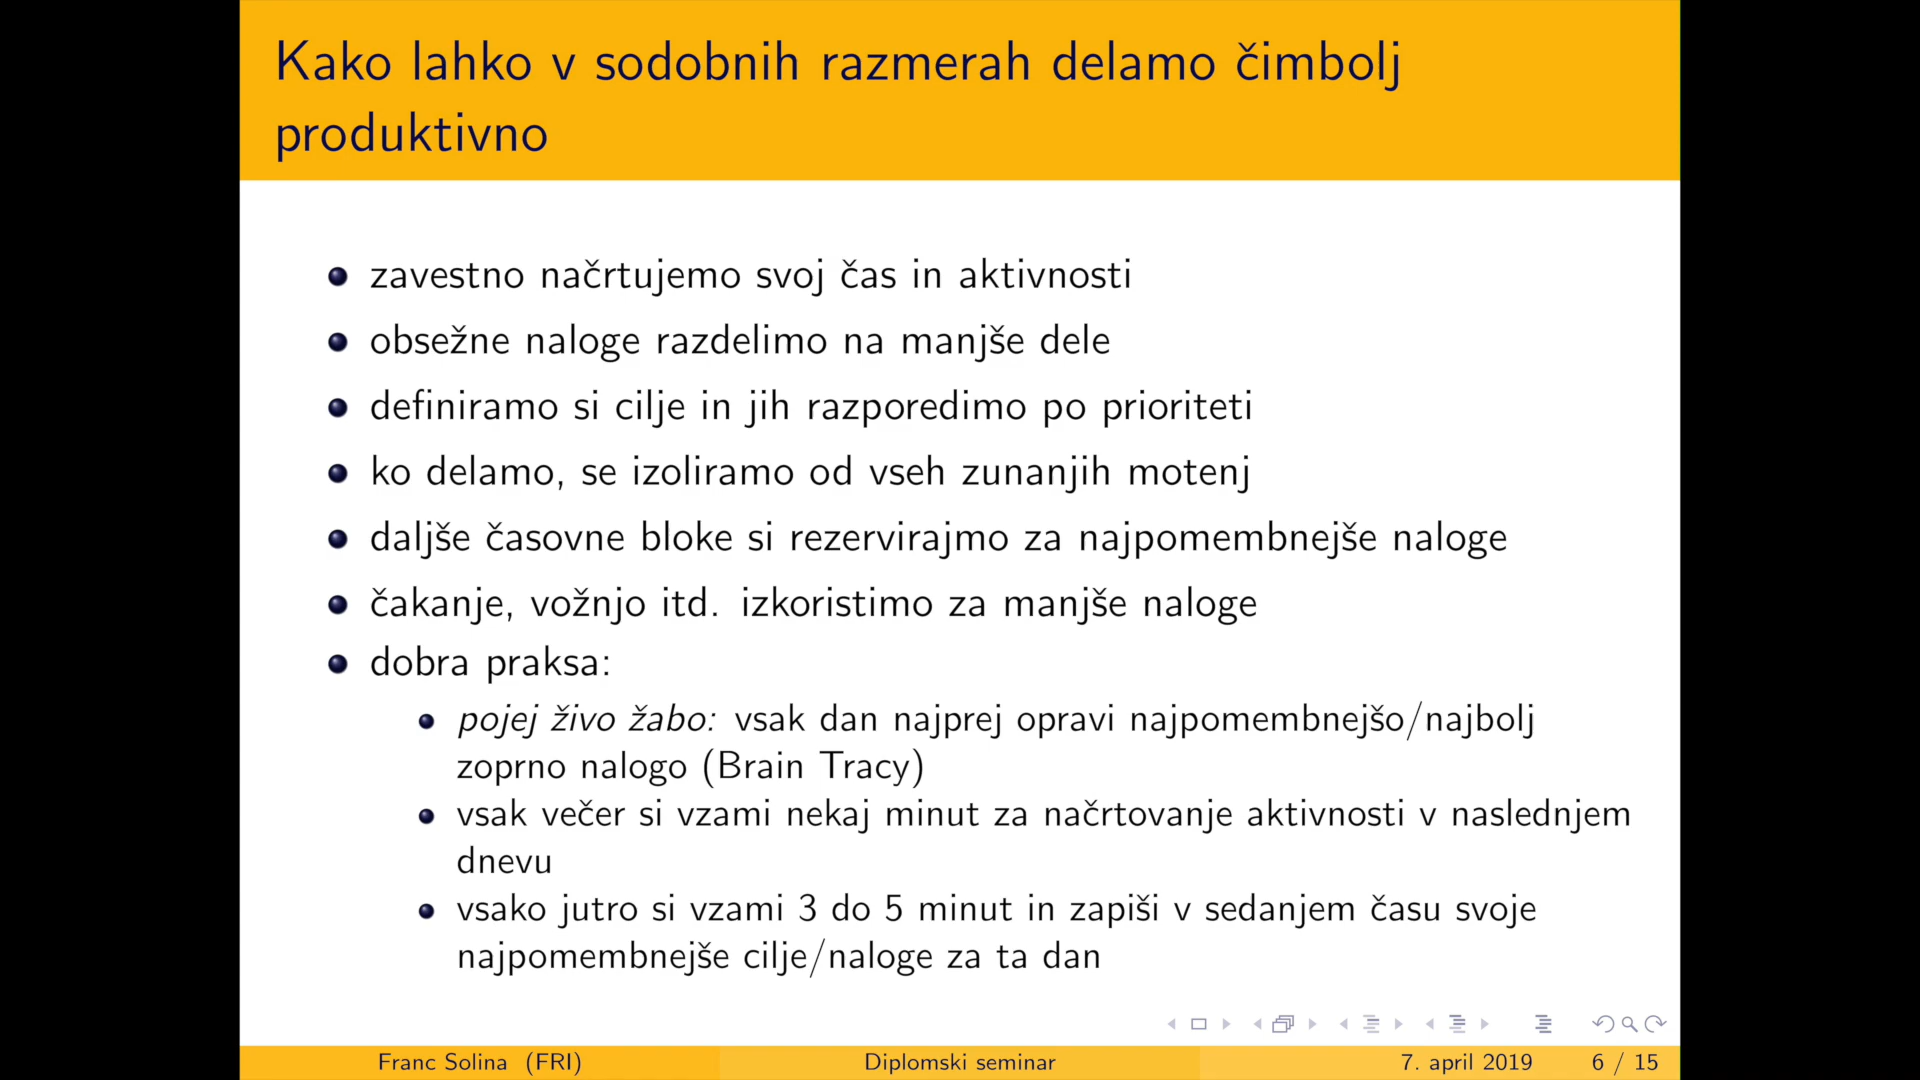 Kako lahko v sodobnih razmerah delamo čimbolj
produktivno
zavestno načrtujemo svoj čas in aktivnosti
obsežne naloge razdelimo na manjše dele
definiramo si cilje in jih razporedimo po prioriteti
ko delamo, se izoliramo od vseh zunanjih motenj
daljše časovne bloke si rezervirajmo za najpomembnejše naloge
čakanje, vožnjo itd. izkoristimo za manjše naloge
dobra praksa:
pojej živo žabo: vsak dan najprej opravi najpomembnejšo/najbolj
zoprno nalogo (Brain Tracy)
vsak večer si vzami nekaj minut za načrtovanje aktivnosti v naslednjem
dnevu
vsako jutro si vzami 3 do 5 minut in zapiši v sedanjem času svoje
najpomembnejše cilje/naloge za ta dan
Franc Solina (FRI) Diplomski seminar 7. april 2019 6 / 15